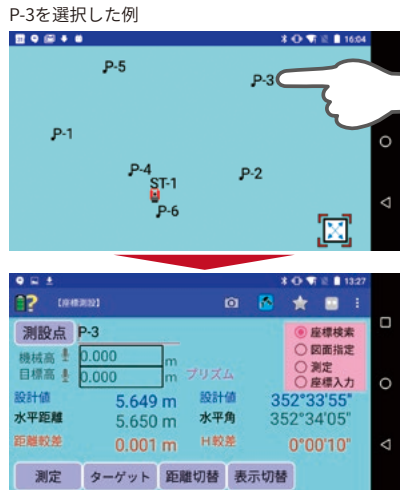 P-3を選択した例
16:04
P-5
P-3
P-1
P-4
P-2
ST-1
P-6
13:27
【座標測設】
測設点 P-3
座標検索
図面指定
測定
座標入力
機械高 0.000 m
目標高 0.000 m プリズム
設計値 5.649 m 設計値 352°33'55"
水平距離 5.650 m 水平角 352°34'05"
距離較差 0.001 m H較差 0°00'10"
測定 ターゲット 距離切替 表示切替